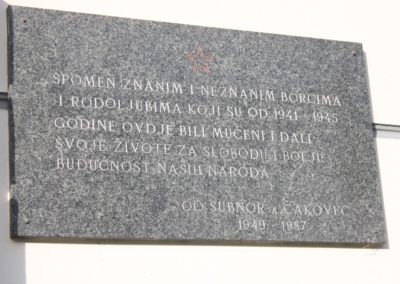 SPOMEN ZNANIM I NEZNANIM BORCIMA
I RODOLJUBIMA KOJI SU OD 1941 - 1945
GODINE OVDJE BILI MUČENI I DALI
SVOJE ŽIVOTE ZA SLOBODU I BOLJU
BUDUĆNOST NAŠIH NARODA
OO SUBNOR-a ČAKOVEC
1949 - 1987